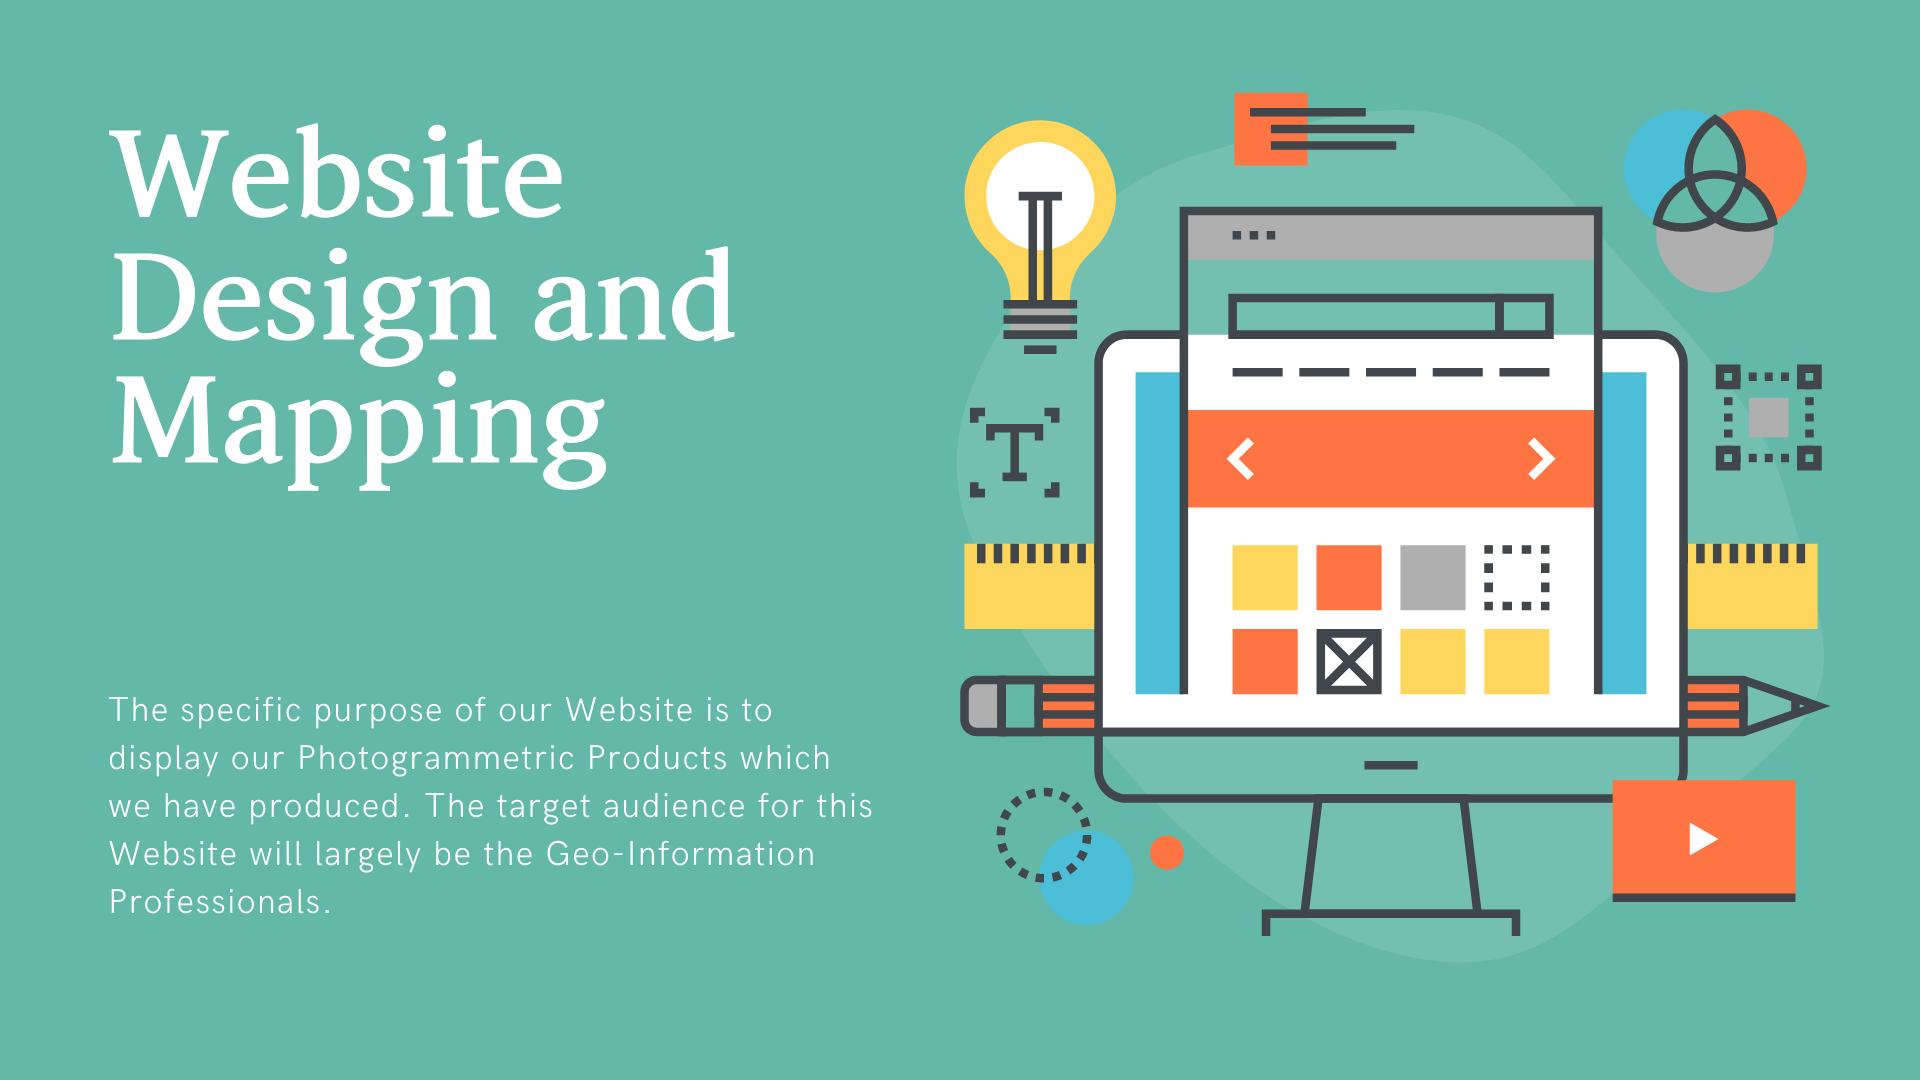 Website
Design and
Mapping
The specific purpose of our Website is to
display our Photogrammetric Products which
we have produced. The target audience for this
Website will largely be the Geo-Information
Professionals.
T